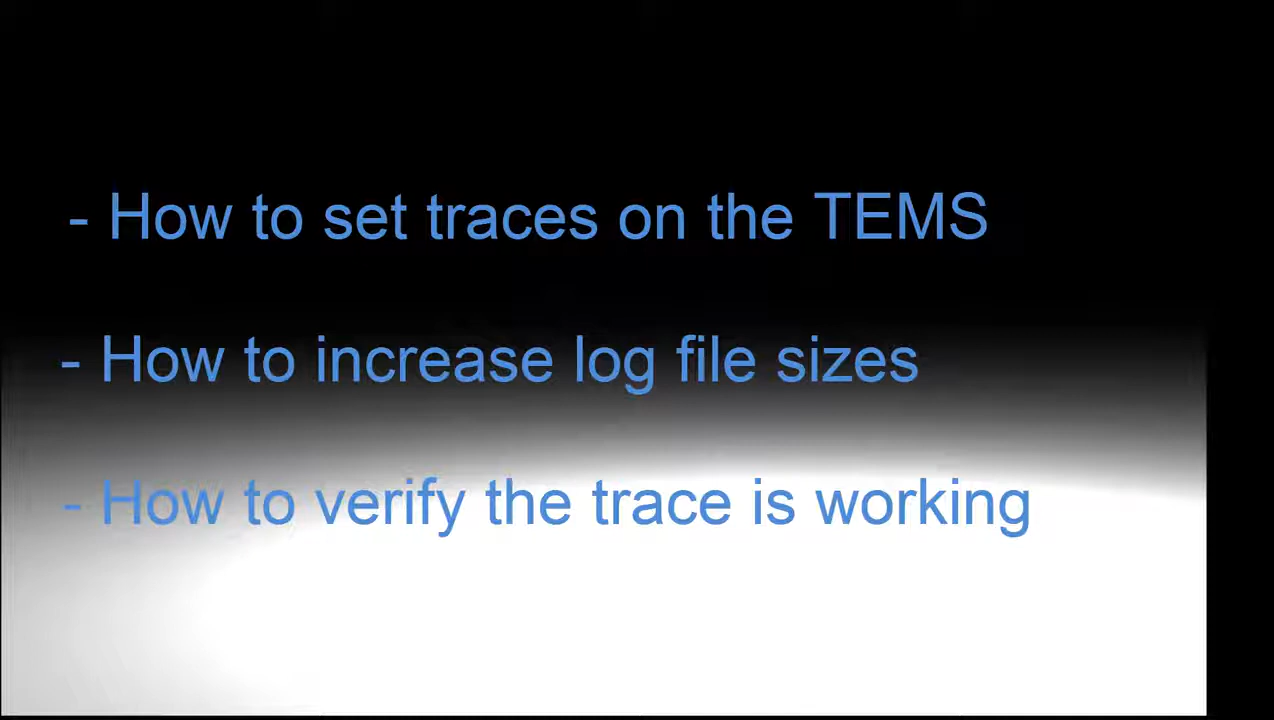 - How to set traces on the TEMS
- How to increase log file sizes
- How to verify the trace is working